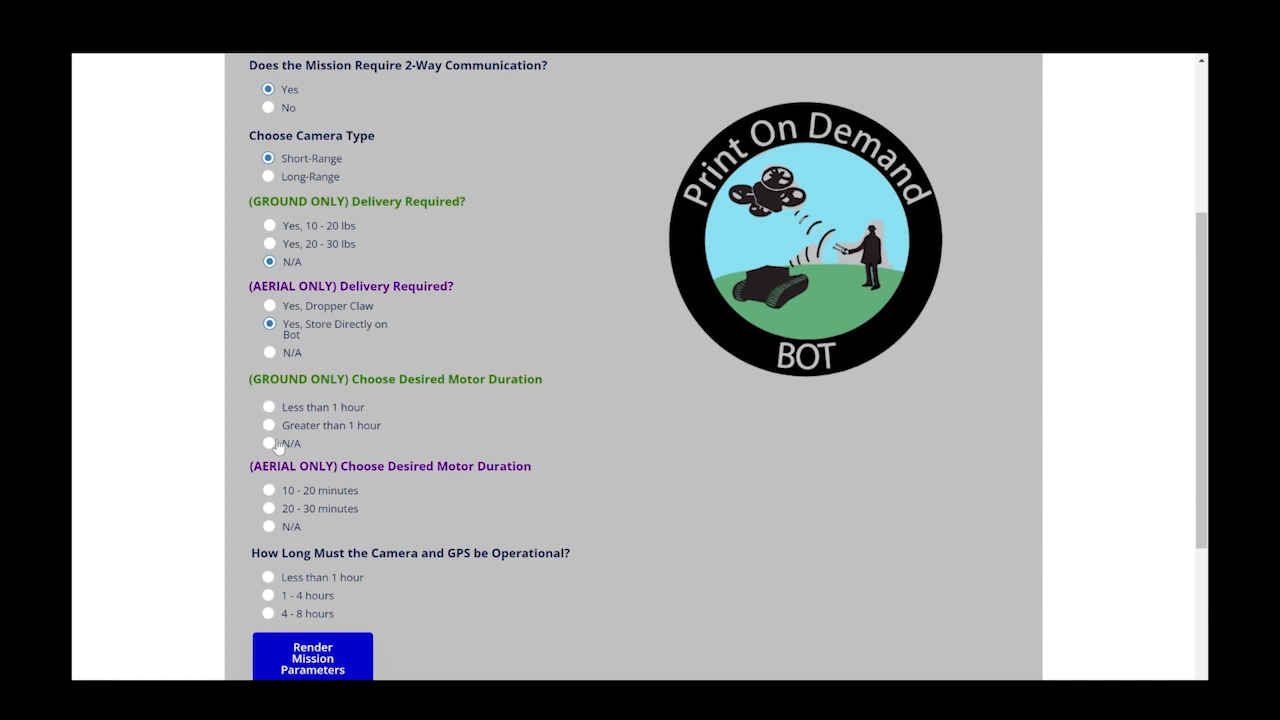 Does the Mission Require 2-Way Communication?
Yes
No
Choose Camera Type
Short-Range
Long-Range
(GROUND ONLY) Delivery Required?
Yes, 10 - 20 lbs
Yes, 20 - 30 lbs
N/A
(AERIAL ONLY) Delivery Required?
Yes, Dropper Claw
Yes, Store Directly on
Bot
N/A
(GROUND ONLY) Choose Desired Motor Duration
Less than 1 hour
Greater than 1 hour
N/A
(AERIAL ONLY) Choose Desired Motor Duration
10 - 20 minutes
20 - 30 minutes
N/A
How Long Must the Camera and GPS be Operational?
Less than 1 hour
1 - 4 hours
4 - 8 hours
Render
Mission
Parameters
Print On Demand
BOT